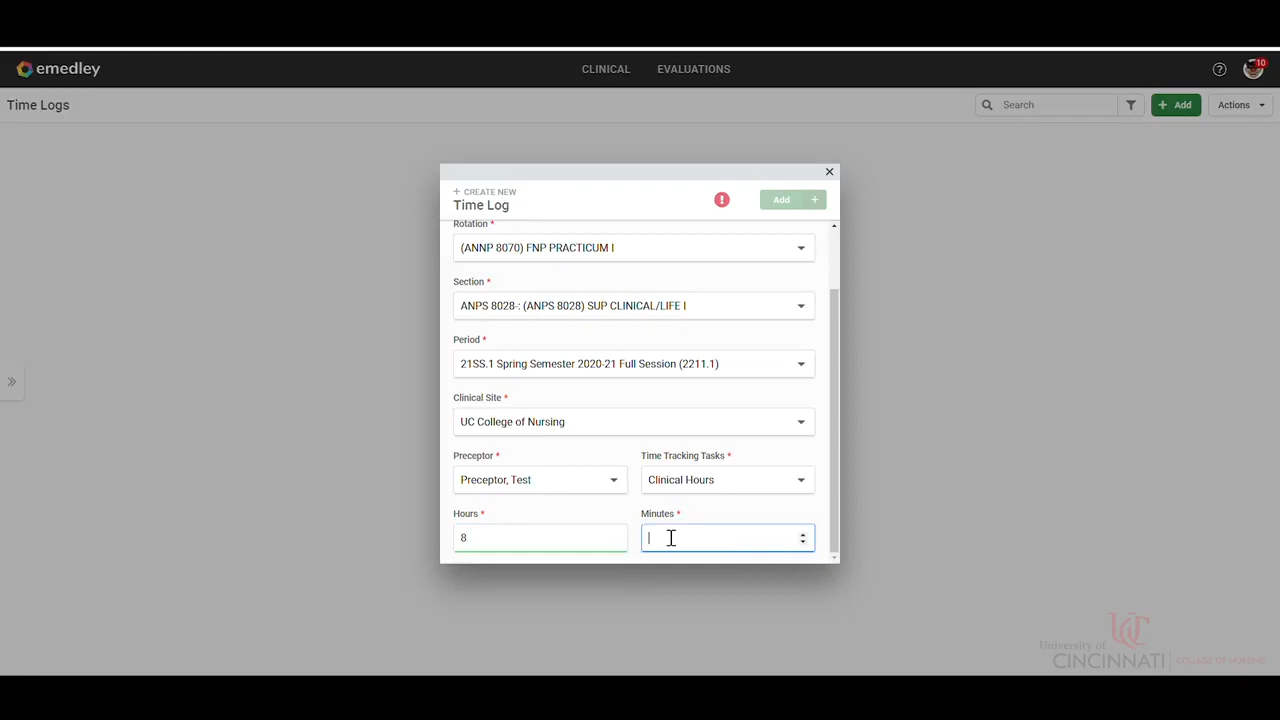 emedley
CLINICAL
EVALUATIONS
10
Time Logs
Search
+ Add
Actions
+ CREATE NEW
Time Log
Add +
Rotation *
(ANNP 8070) FNP PRACTICUM I
Section *
ANPS 8028-: (ANPS 8028) SUP CLINICAL/LIFE I
Period *
21SS.1 Spring Semester 2020-21 Full Session (2211.1)
Clinical Site *
UC College of Nursing
Preceptor *
Time Tracking Tasks *
Preceptor, Test
Clinical Hours
Hours *
Minutes *
8
UC
University of
CINCINNATI
COLLEGE OF NURSING